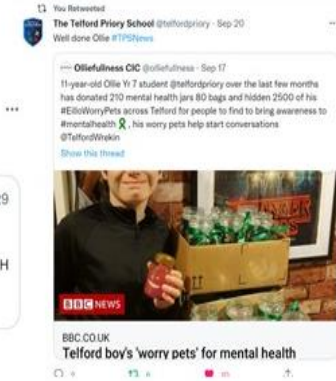 You Retweeted
The Telford Priory School @telfordpriory · Sep 20
Well done Ollie #TPSNews
Olliefullness CIC @olliefullness · Sep 17
11-year-old Ollie Yr 7 student @telfordpriory over the last few months
has donated 210 mental health jars 80 bags and hidden 2500 of his
#EilloWorryPets across Telford for people to find to bring awareness to
#mentalhealth , his worry pets help start conversations
@TelfordWrekin
Show this thread
29
H
BBC NEWS
BBC.CO.UK
Telford boy's 'worry pets' for mental health